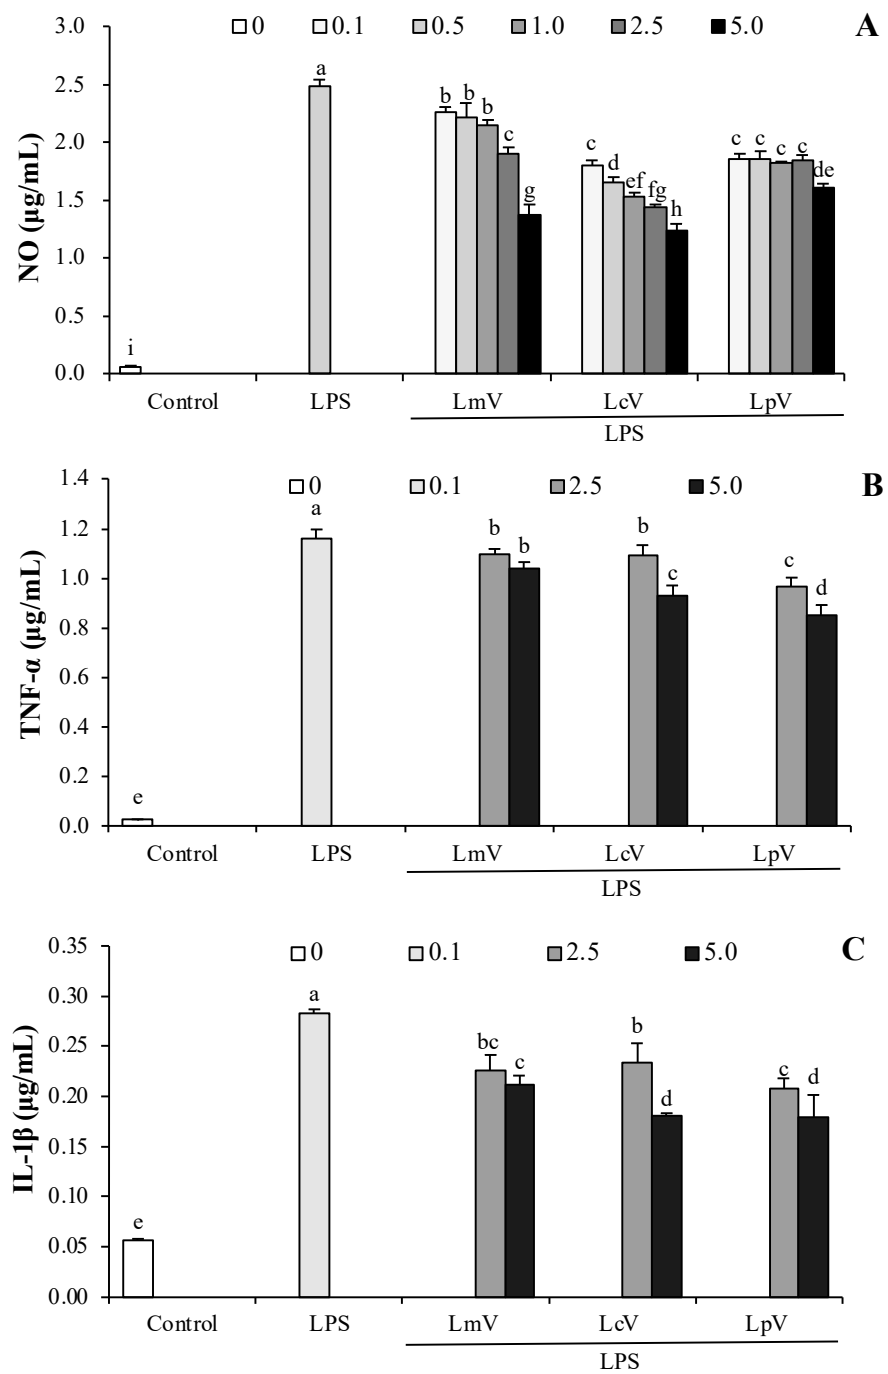 0 0.1 0.5 1.0 2.5 5.0 A
NO (μg/mL)
3.0
2.5
2.0
1.5
1.0
0.5
0.0
i a b b b c g c d ef fg h c c c c de
Control LPS LmV LcV LpV
LPS
0 0.1 2.5 5.0 B
TNF-α (μg/mL)
1.4
1.2
1.0
0.8
0.6
0.4
0.2
0.0
e a b b b c c d
Control LPS LmV LcV LpV
LPS
0 0.1 2.5 5.0 C
IL-1β (μg/mL)
0.35
0.30
0.25
0.20
0.15
0.10
0.05
0.00
e a bc c b d c d
Control LPS LmV LcV LpV
LPS